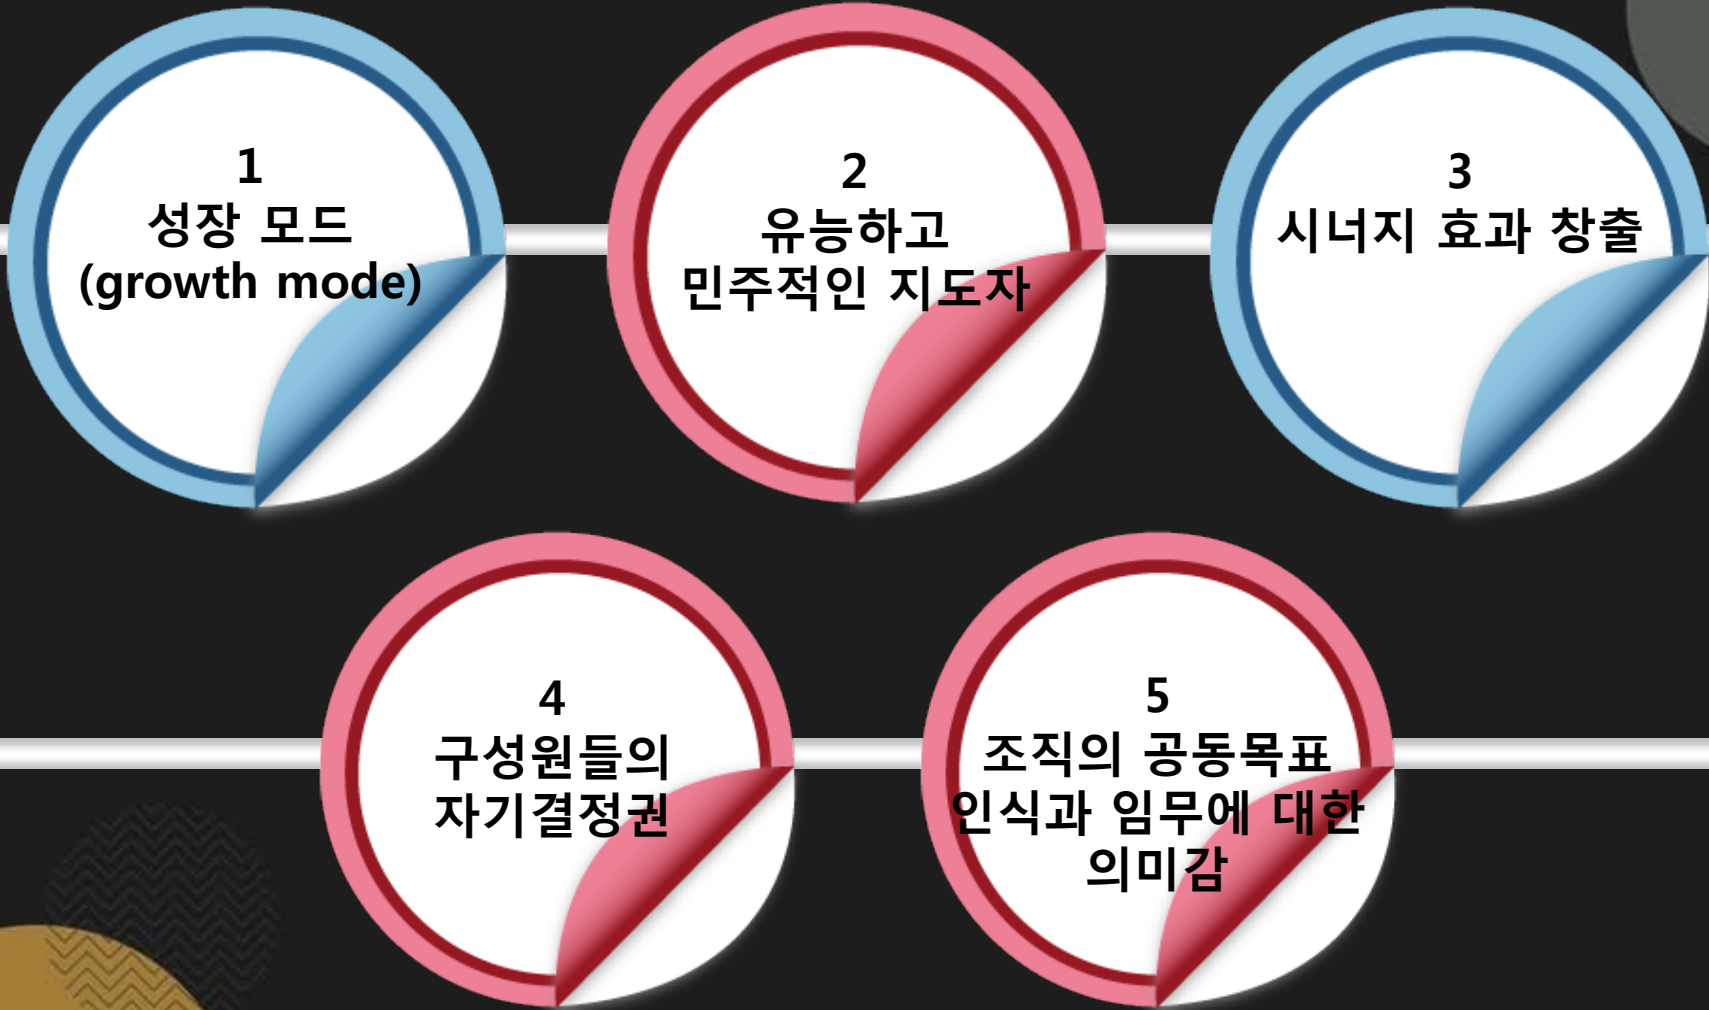 1
성장 모드
(growth mode)
2
유능하고
민주적인 지도자
3
시너지 효과 창출
4
구성원들의
자기결정권
5
조직의 공동목표
인식과 임무에 대한
의미감